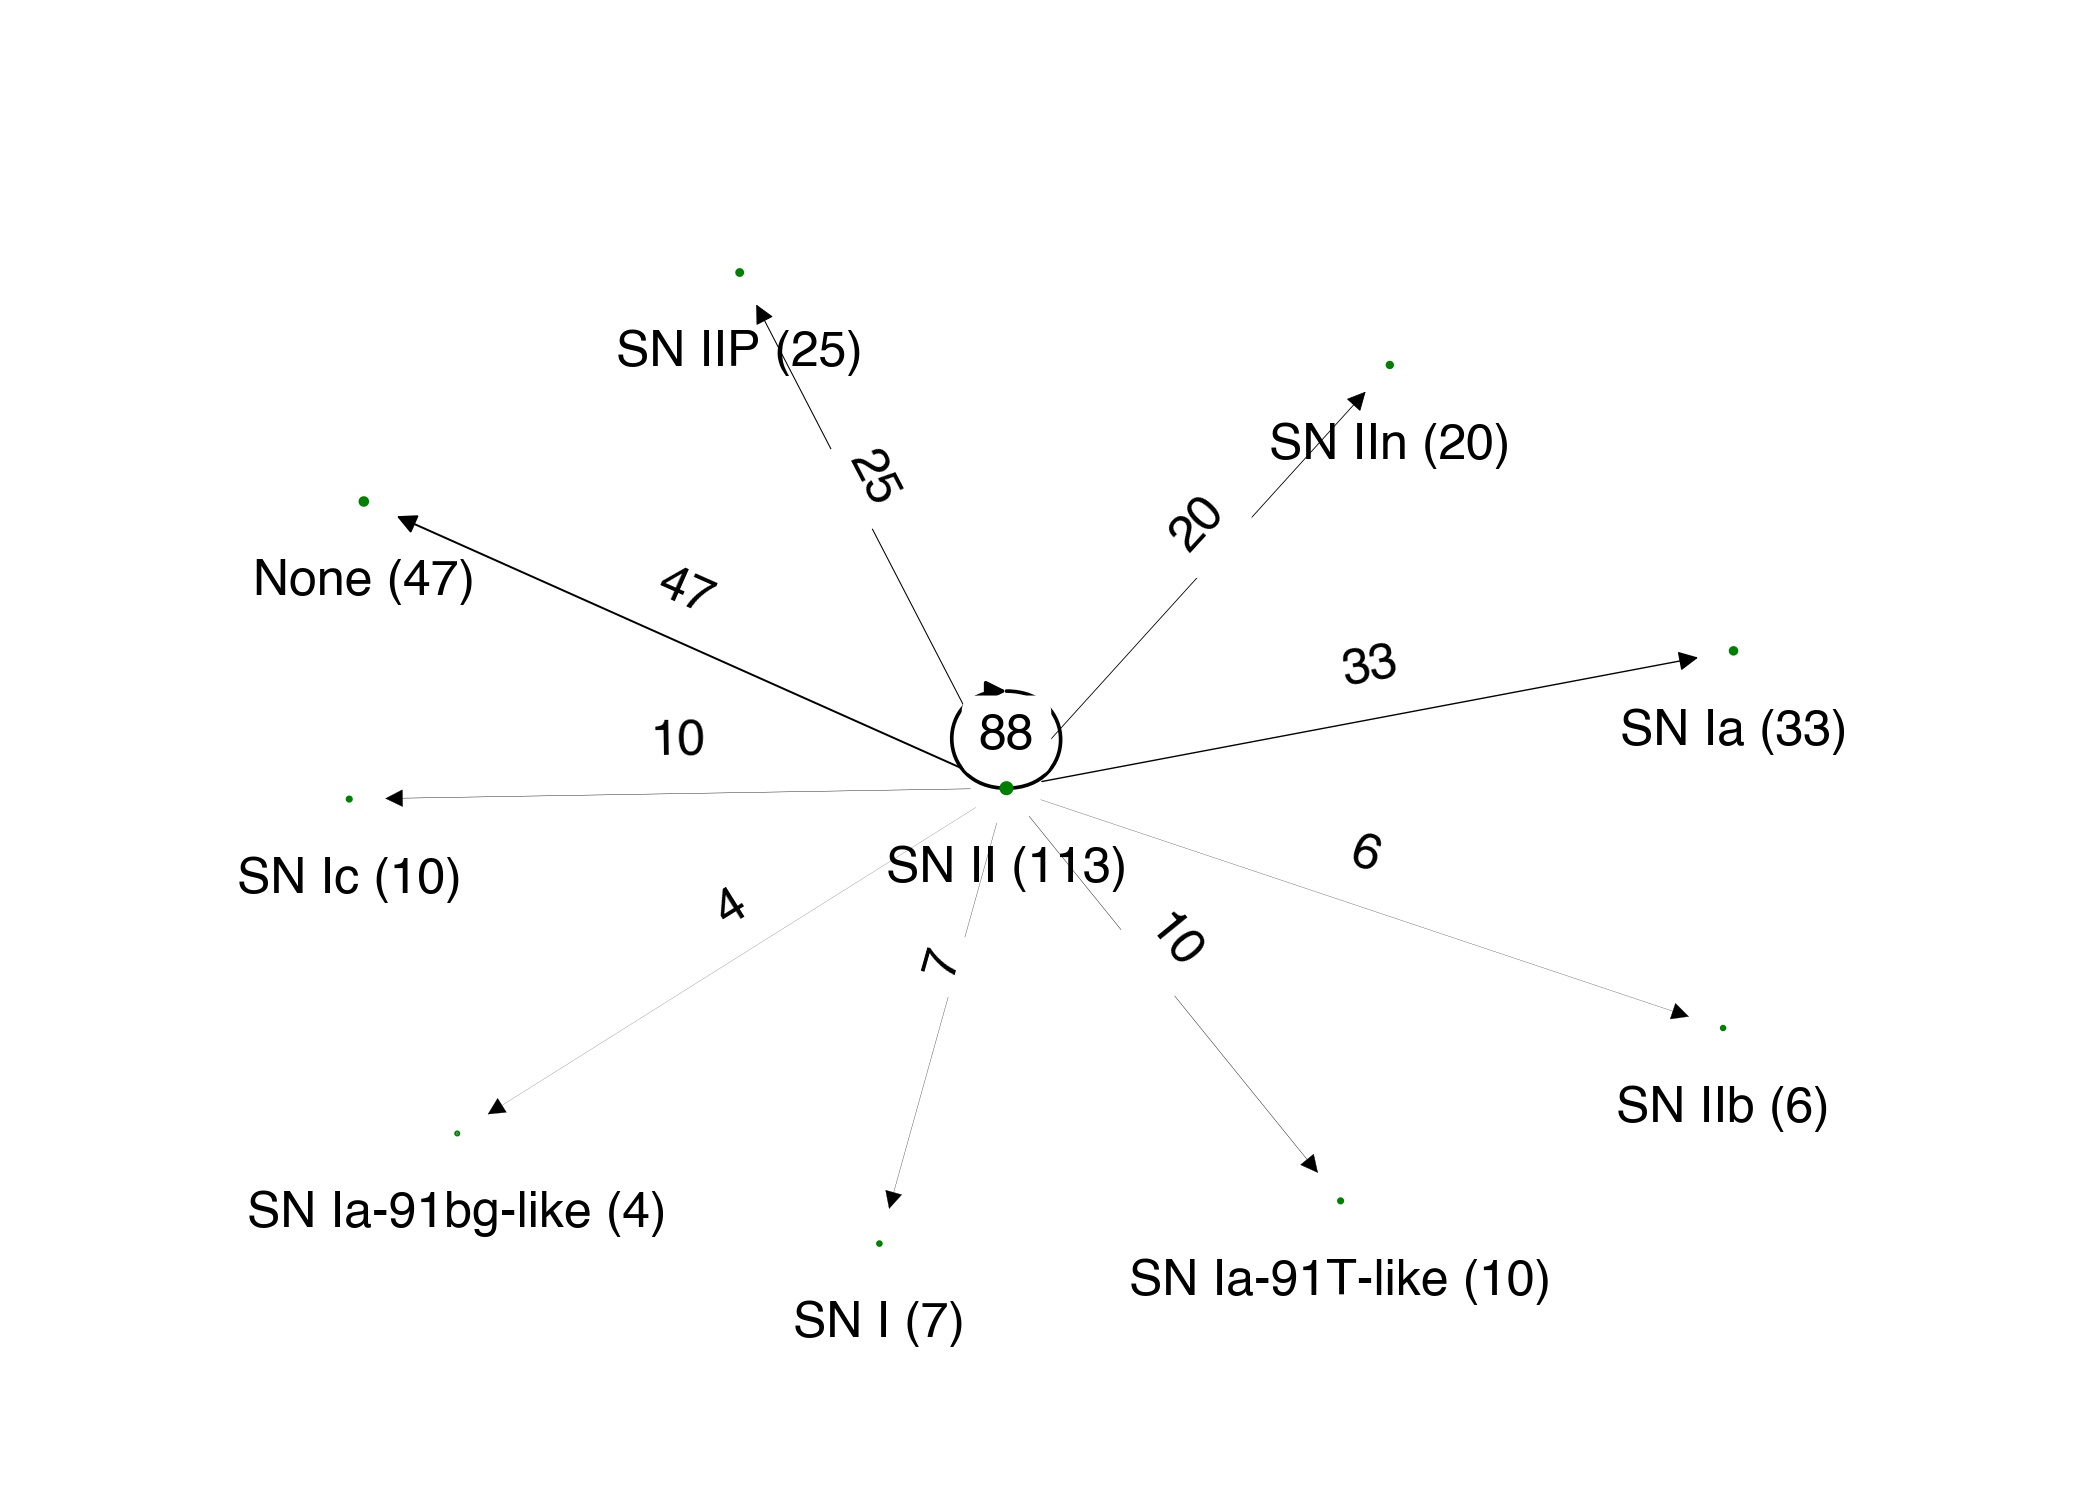 SN IIP (25)
SN IIn (20)
25
20
None (47)
47
33
SN Ia (33)
88
10
SN II (113)
6
SN Ic (10)
4
7
10
SN IIb (6)
SN Ia-91bg-like (4)
SN Ia-91T-like (10)
SN I (7)